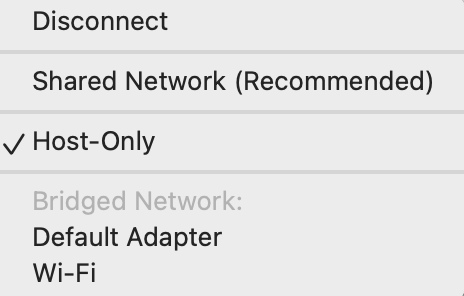 Disconnect
Shared Network (Recommended)
✓ Host-Only
Bridged Network:
Default Adapter
Wi-Fi